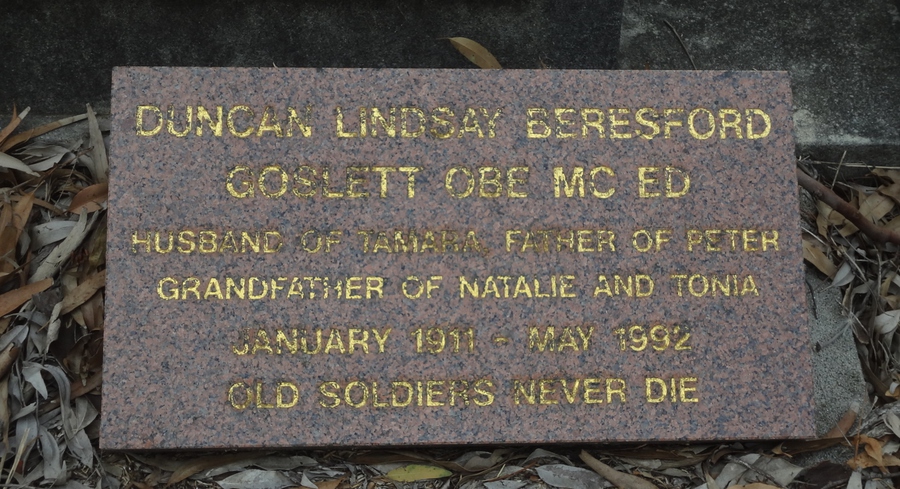 DUNCAN LINDSAY BERESFORD
GOSLETT OBE MC ED
HUSBAND OF TAMARA, FATHER OF PETER
GRANDFATHER OF NATALIE AND TONIA
JANUARY 1911 - MAY 1992
OLD SOLDIERS NEVER DIE